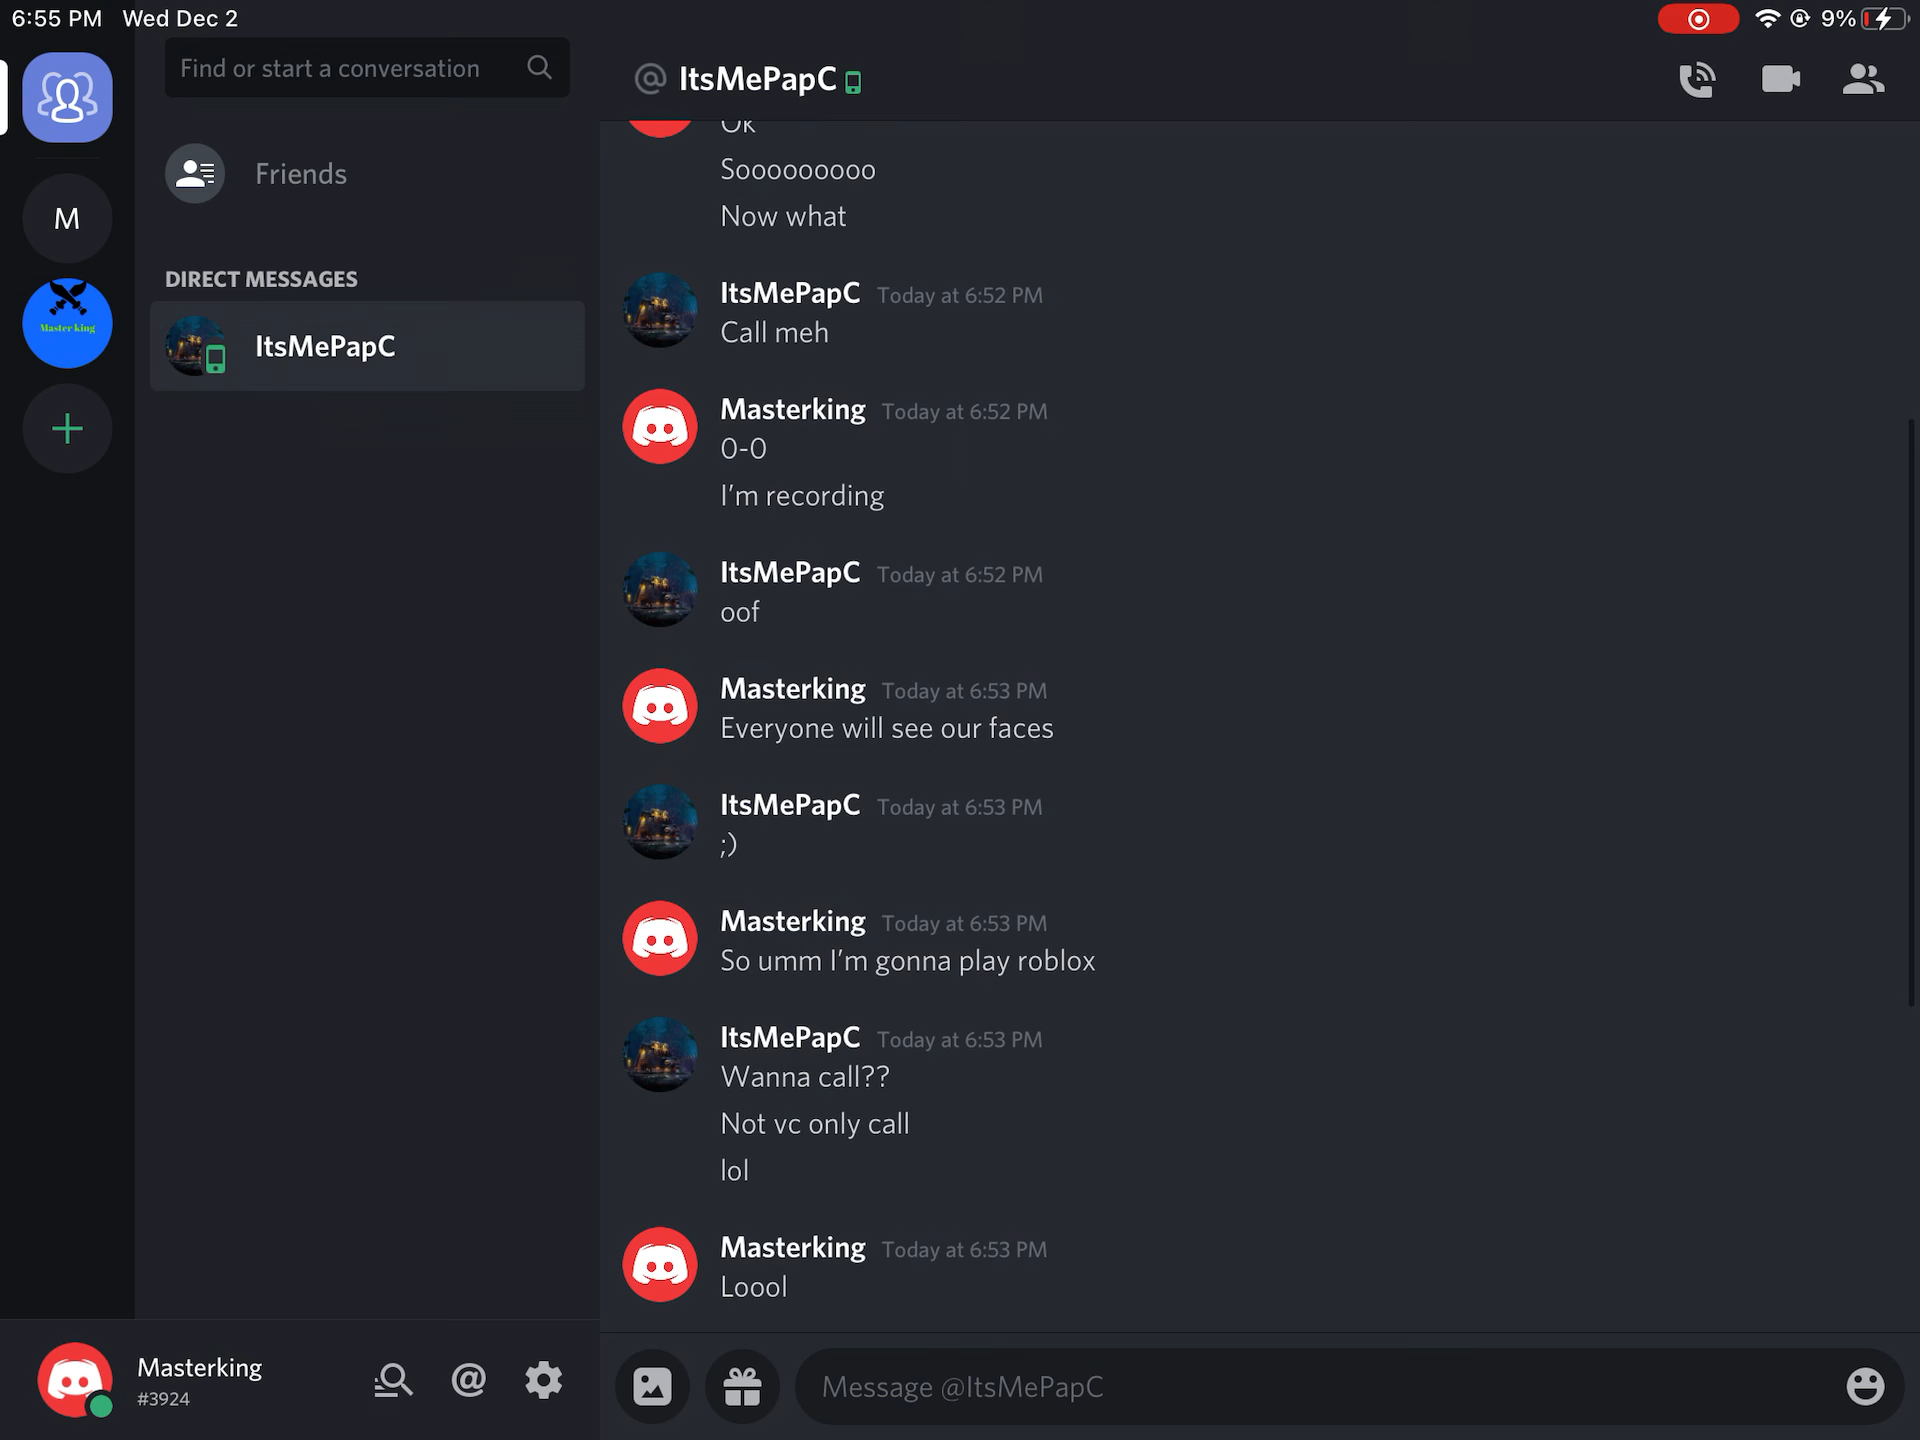 6:55 PM Wed Dec 2
9%
Find or start a conversation
@ ItsMePapC
Friends
M
Master king
DIRECT MESSAGES
ItsMePapC
Ok
Sooooooooo
Now what
ItsMePapC Today at 6:52 PM
Call meh
Masterking Today at 6:52 PM
0-0
I'm recording
ItsMePapC Today at 6:52 PM
oof
Masterking Today at 6:53 PM
Everyone will see our faces
ItsMePapC Today at 6:53 PM
;)
Masterking Today at 6:53 PM
So umm I'm gonna play roblox
ItsMePapC Today at 6:53 PM
Wanna call??
Not vc only call
lol
Masterking Today at 6:53 PM
Loool
Masterking
#3924
@
Message @ItsMePapC